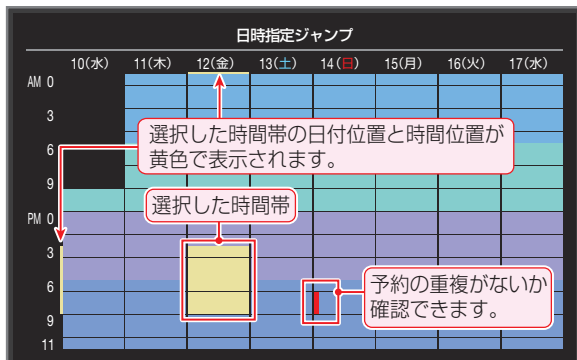 日時指定ジャンプ
10(水) 11(木) 12(金) 13(土) 14(日) 15(月) 16(火) 17(水)
AM 0
3
選択した時間帯の日付位置と時間位置が
黄色で表示されます。
6
9
選択した時間帯
PM 0
3
予約の重複がないか
確認できます。
6
9
11